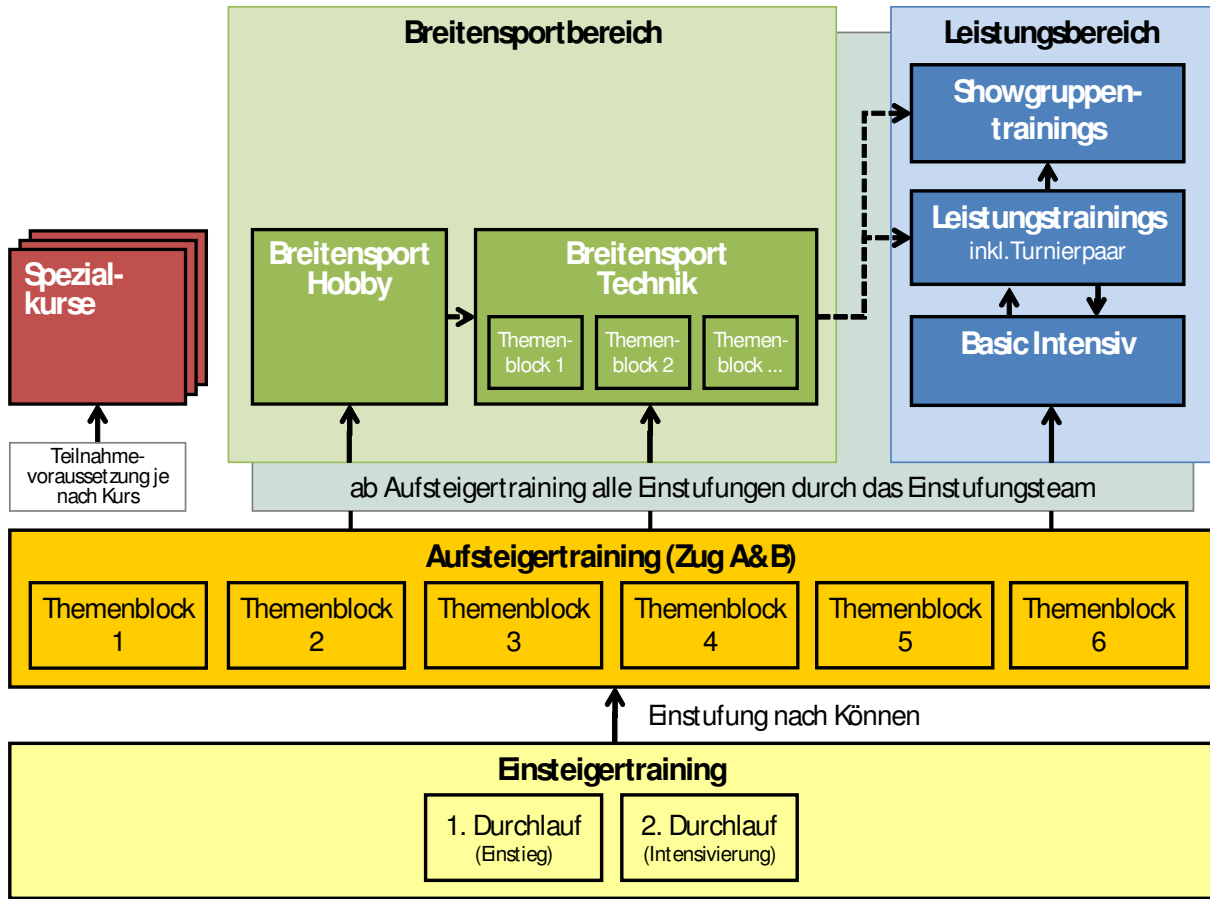 Breitensportbereich
Leistungsbereich
Showgruppen-
trainings
Leistungstrainings
inkl. Turnierpaar
Basic Intensiv
Breitensport
Hobby
Breitensport
Technik
Themen-
block 1
Themen-
block 2
Themen-
block ...
Spezial-
kurse
Teilnahme-
voraussetzung je
nach Kurs
ab Aufsteigertraining alle Einstufungen durch das Einstufungsteam
Aufsteigertraining (Zug A&B)
Themenblock
1
Themenblock
2
Themenblock
3
Themenblock
4
Themenblock
5
Themenblock
6
Einstufung nach Können
Einsteigertraining
1. Durchlauf
(Einstieg)
2. Durchlauf
(Intensivierung)